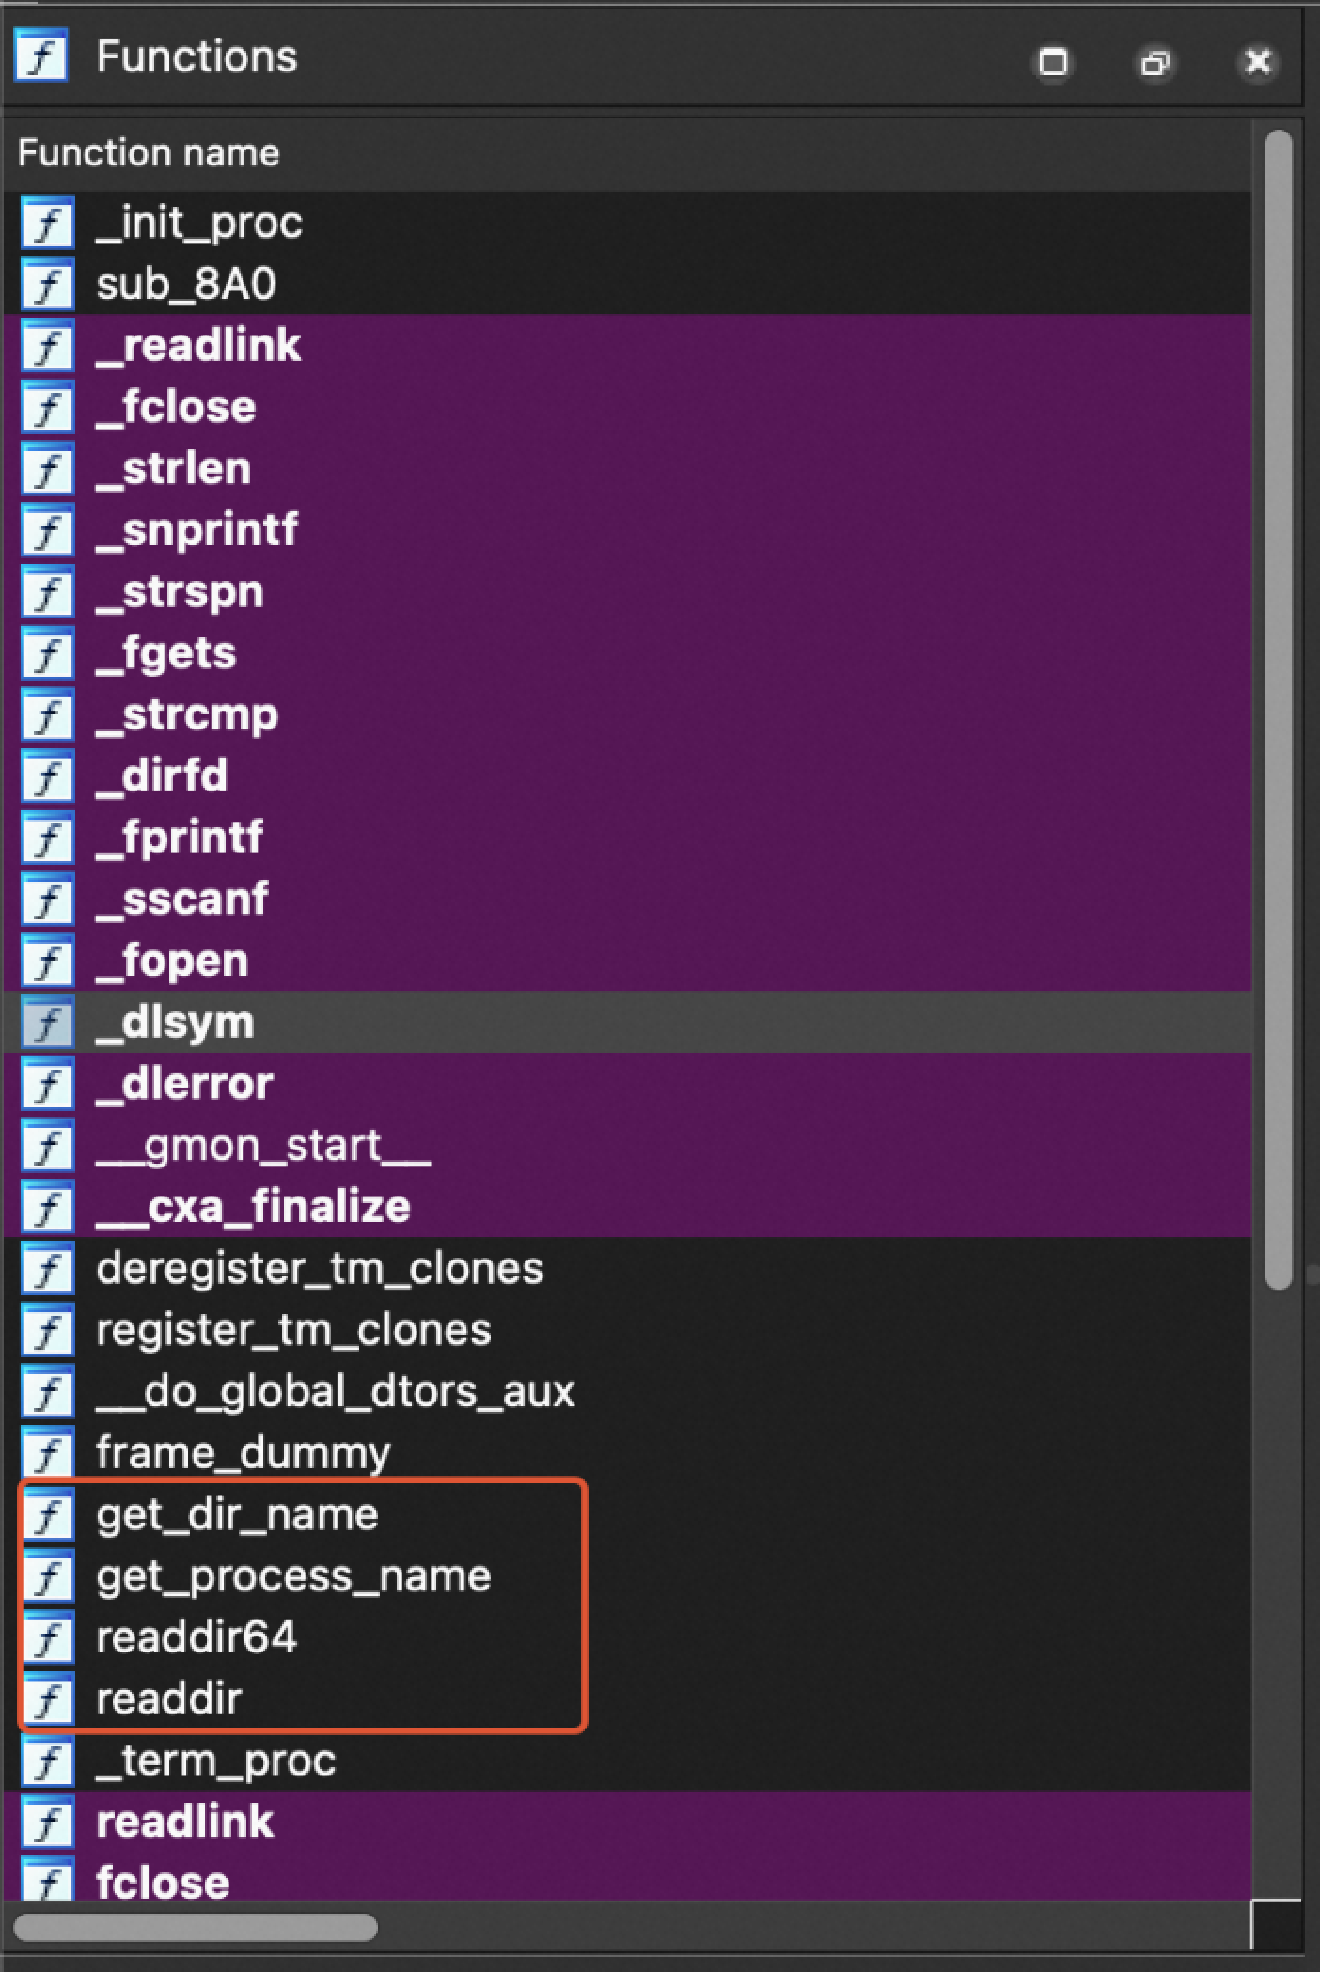 Functions
Function name
_init_proc
sub_8A0
_readlink
_fclose
_strlen
_snprintf
_strspn
_fgets
_strcmp
_dirfd
_fprintf
_sscanf
_fopen
_dlsym
_dlerror
__gmon_start__
__cxa_finalize
deregister_tm_clones
register_tm_clones
__do_global_dtors_aux
frame_dummy
get_dir_name
get_process_name
readdir64
readdir
_term_proc
readlink
fclose